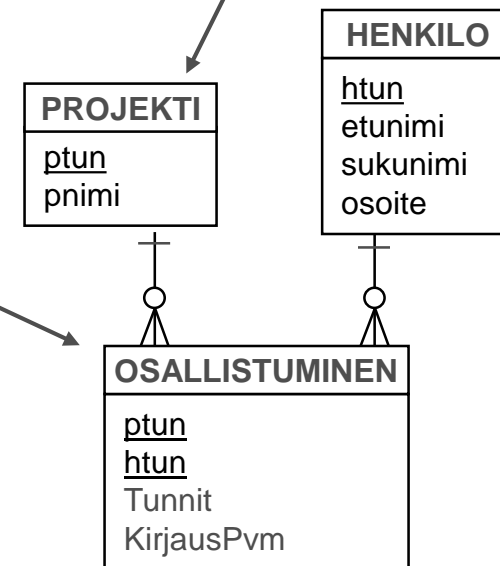 HENKILO
htun
etunimi
sukunimi
osoite
PROJEKTI
ptun
pnimi
OSALLISTUMINEN
ptun
htun
Tunnit
KirjausPvm